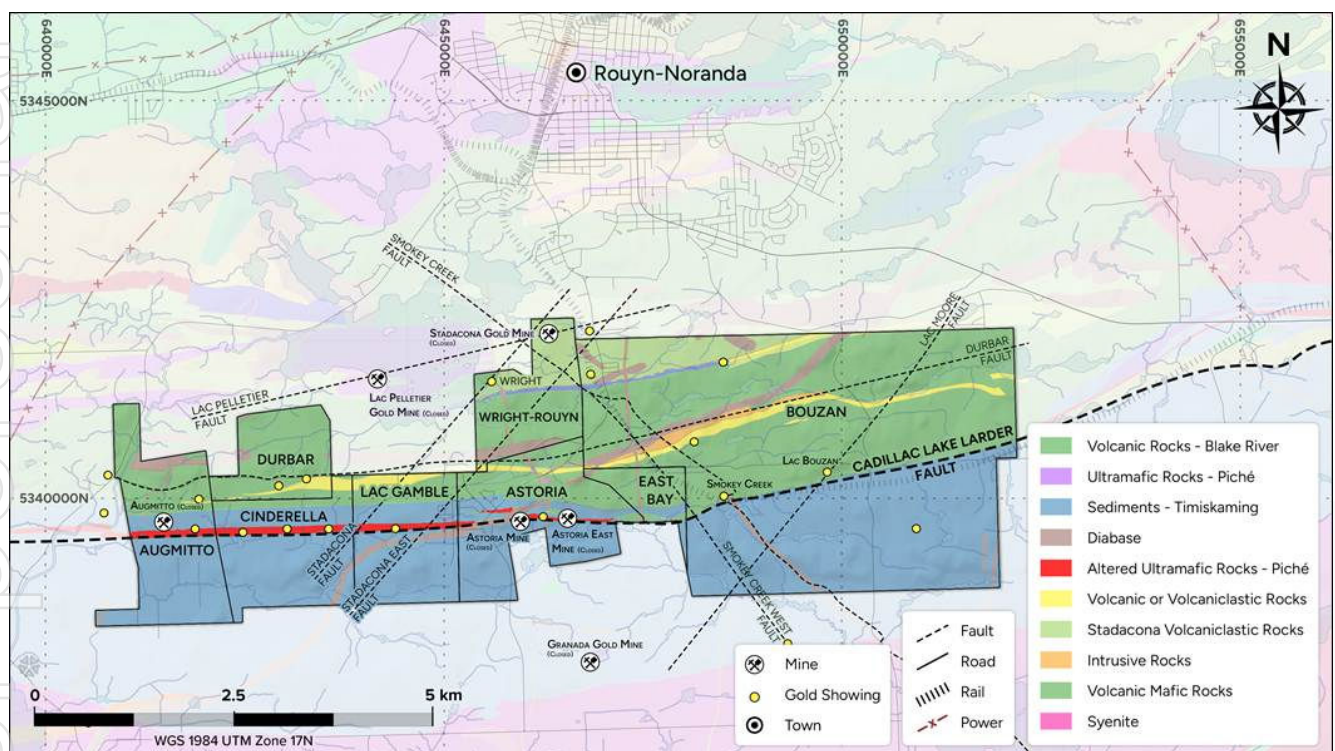 640000E
645000E
650000E
655000E
N
Rouyn-Noranda
5345000N
SMOKEY CREEK
FAULT
LAC MOORE
FAULT
STADACONA GOLD MINE
(CLOSED)
DURBAR
FAULT
WRIGHT
LAC PELLETIER
GOLD MINE (CLOSED)
LAC PELLETIER
FAULT
WRIGHT-ROUYN
BOUZAN
CADILLAC LAKE LARDER
FAULT
DURBAR
LAC BOUZAN
LAC GAMBLE
ASTORIA
EAST
BAY
SMOKEY CREEK
5340000N
AUGMITTO (CLOSED)
CINDERELLA
AUGMITTO
ASTORIA MINE
(CLOSED)
ASTORIA EAST
MINE (CLOSED)
STADACONA
FAULT
STADACONA EAST
FAULT
SMOKEY CREEK WEST
FAULT
GRANADA GOLD MINE
(CLOSED)
0
2.5
5 km
WGS 1984 UTM Zone 17N
Mine
Gold Showing
Town
Fault
Road
Rail
Power
Volcanic Rocks - Blake River
Ultramafic Rocks - Piché
Sediments - Timiskaming
Diabase
Altered Ultramafic Rocks - Piché
Volcanic or Volcaniclastic Rocks
Stadacona Volcaniclastic Rocks
Intrusive Rocks
Volcanic Mafic Rocks
Syenite